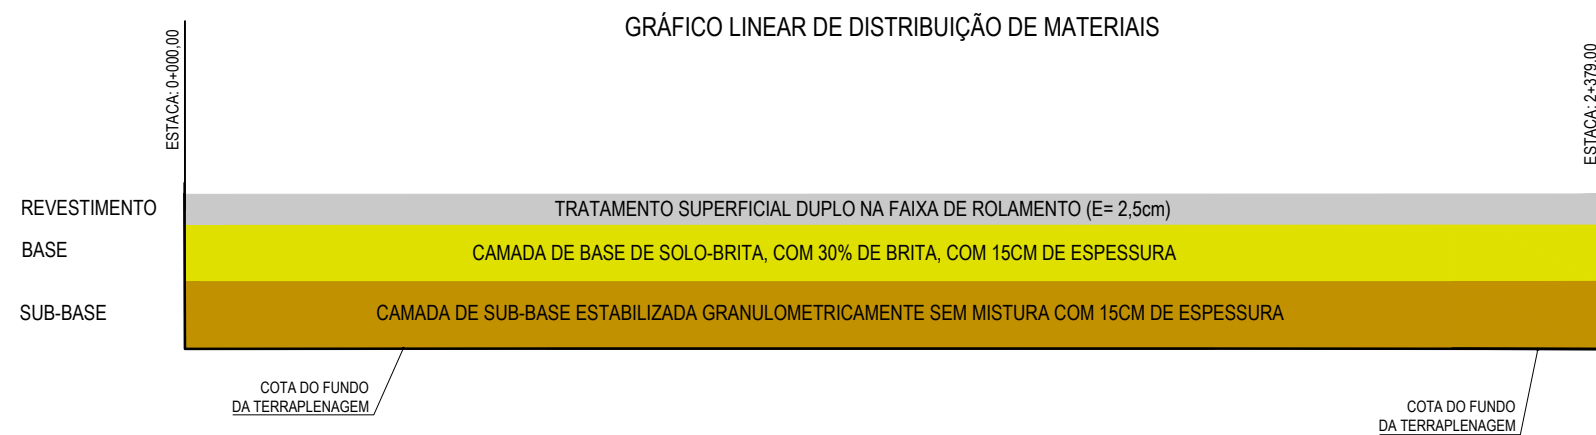 GRÁFICO LINEAR DE DISTRIBUIÇÃO DE MATERIAIS
ESTACA: 0+000,00
ESTACA: 2+379,00
REVESTIMENTO
TRATAMENTO SUPERFICIAL DUPLO NA FAIXA DE ROLAMENTO (E= 2,5cm)
BASE
CAMADA DE BASE DE SOLO-BRITA, COM 30% DE BRITA, COM 15CM DE ESPESSURA
SUB-BASE
CAMADA DE SUB-BASE ESTABILIZADA GRANULOMETRICAMENTE SEM MISTURA COM 15CM DE ESPESSURA
COTA DO FUNDO
DA TERRAPLENAGEM
COTA DO FUNDO
DA TERRAPLENAGEM